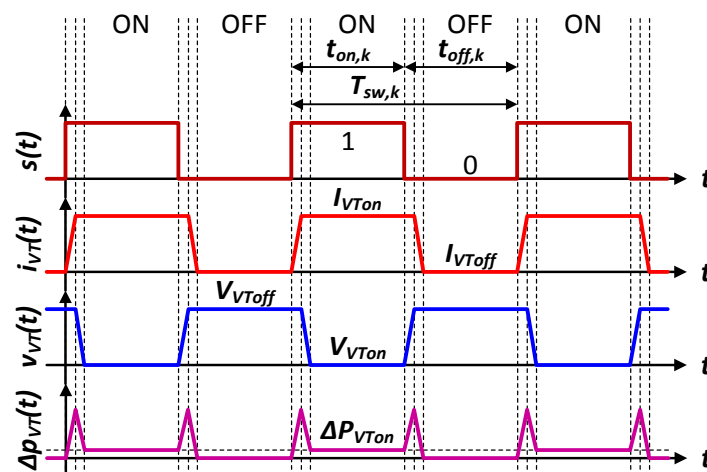 ON OFF ON OFF ON
t_on,k t_off,k
T_sw,k
s(t) 1 0 t
I_VTon
i_VT(t) I_VToff t
V_VToff
v_VT(t) V_VTon t
ΔP_VTon
Δp_VT(t) t